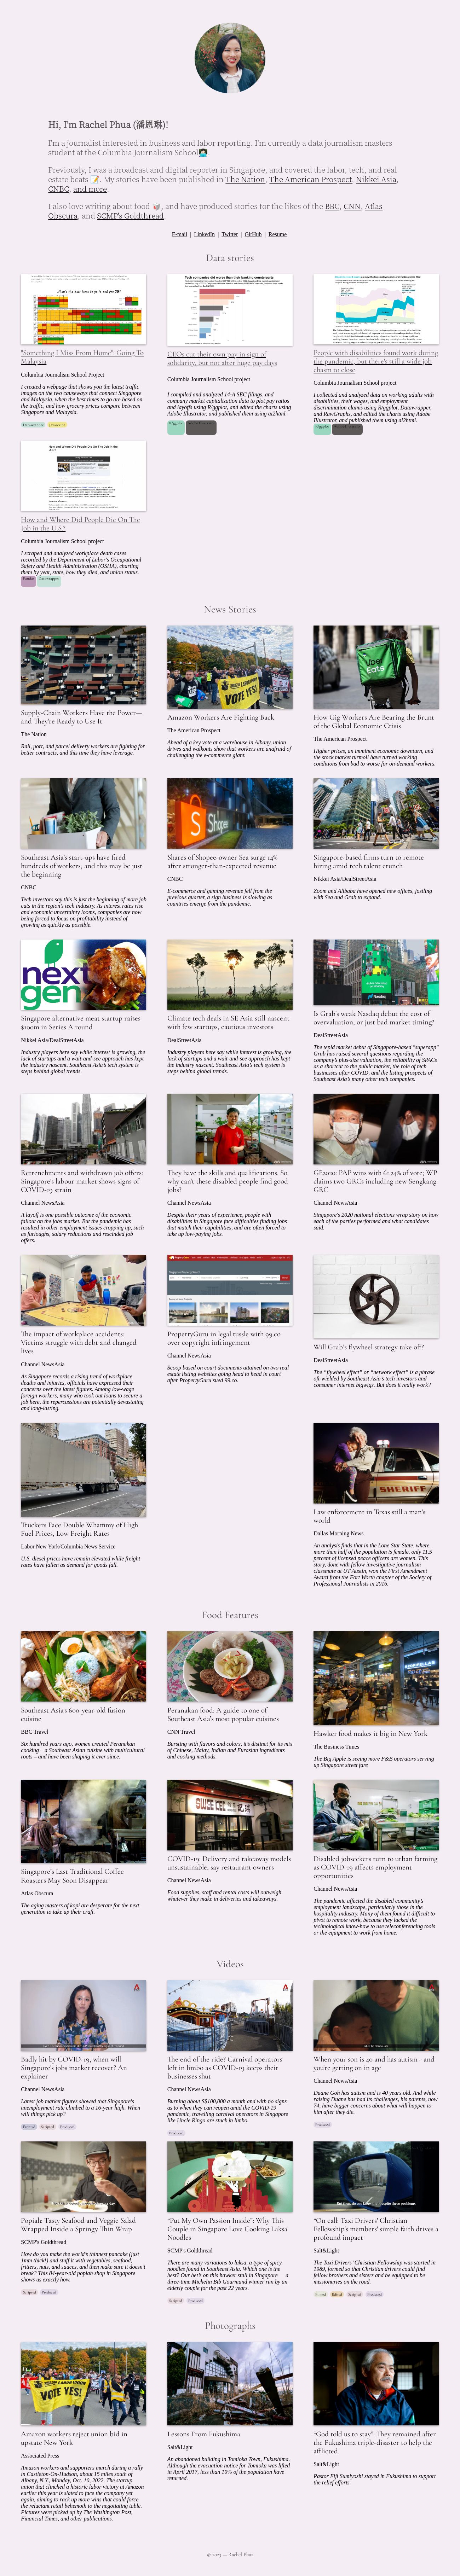 Hi, I'm Rachel Phua (潘恩琳)!
I'm a journalist interested in business and labor reporting. I'm currently a data journalism masters
student at the Columbia Journalism School👩🏻‍💻.
Previously, I was a broadcast and digital reporter in Singapore, and covered the labor, tech, and real
estate beats 📝. My stories have been published in The Nation, The American Prospect, Nikkei Asia,
CNBC, and more.
I also love writing about food 🥡, and have produced stories for the likes of the BBC, CNN, Atlas
Obscura, and SCMP's Goldthread.
E-mail | LinkedIn | Twitter | GitHub | Resume
Data stories
"Something I Miss From Home": Going To
Malaysia
Columbia Journalism School Project
I created a webpage that shows you the latest traffic
images on the two causeways that connect Singapore
and Malaysia, when the best times to go are based on
the traffic, and how grocery prices compare between
Singapore and Malaysia.
Datawrapper Javascript
CEOs cut their own pay in sign of
solidarity, but not after huge pay days
Columbia Journalism School project
I compiled and analysed 14-A SEC filings, and
company market capitalisation data to plot pay ratios
and layoffs using R/ggplot, and edited the charts using
Adobe Illustrator, and published them using ai2html.
People with disabilities found work during
the pandemic, but there's still a wide job
chasm to close
Columbia Journalism School project
I collected and analyzed data on working adults with
disabilities, their wages, and employment
discrimination claims using R/ggplot, Datawrapper,
and RawGraphs, and edited the charts using Adobe
Illustrator, and published them using ai2html.
How and Where Did People Die On The
Job in the U.S.?
Columbia Journalism School project
I scraped and analyzed workplace death cases
recorded by the Department of Labor's Occupational
Safety and Health Administration (OSHA), charting
them by year, state, how they died, and union status.
Datawrapper
News Stories
Supply-Chain Workers Have the Power—
and They're Ready to Use It
The Nation
Rail, port, and parcel delivery workers are fighting for
better contracts, and this time they have leverage.
Amazon Workers Are Fighting Back
The American Prospect
Ahead of a key vote at a warehouse in Albany, union
drives and walkouts show that workers are unafraid of
challenging the e-commerce giant.
How Gig Workers Are Bearing the Brunt
of the Global Economic Crisis
The American Prospect
Higher prices, an imminent economic downturn, and
the stock market turmoil have turned working
conditions from bad to worse for on-demand workers.
Southeast Asia's start-ups have fired
hundreds of workers, and this may be just
the beginning
CNBC
Tech investors say this is just the beginning of more job
cuts in the region's tech industry. As interest rates rise
and economic uncertainty looms, companies are now
being forced to focus on profitability instead of
growing as quickly as possible.
Shares of Shopee-owner Sea surge 14%
after stronger-than-expected revenue
CNBC
E-commerce and gaming revenue fell from the
previous quarter, a sign business is slowing as
countries emerge from the pandemic.
Singapore-based firms turn to remote
hiring amid tech talent crunch
Nikkei Asia/DealStreetAsia
Zoom and Alibaba have opened new offices, jostling
with Sea and Grab to expand.
next
gen
Singapore alternative meat startup raises
$100m in Series A round
Nikkei Asia/DealStreetAsia
Industry players here say while interest is growing, the
lack of startups and a wait-and-see approach has kept
the industry nascent. Southeast Asia's tech system is
steps behind global trends.
Climate tech deals in SE Asia still nascent
with few startups, cautious investors
DealStreetAsia
Industry players here say while interest is growing, the
lack of startups and a wait-and-see approach has kept
the industry nascent. Southeast Asia's tech system is
steps behind global trends.
Is Grab's weak Nasdaq debut the cost of
overvaluation, or just bad market timing?
DealStreetAsia
The tepid market debut of Singapore-based "superapp"
Grab has raised several questions regarding the
company's plus-size valuation, the reliability of SPACs
as a shortcut to the public market, the role of tech
businesses after COVID, and the listing prospects of
Southeast Asia's many other tech companies.
Retrenchments and withdrawn job offers:
Singapore's labour market shows signs of
COVID-19 strain
Channel NewsAsia
A layoff is one possible outcome of the economic
fallout on the jobs market. But the pandemic has
resulted in other employment issues cropping up, such
as furloughs, salary reductions and rescinded job
offers.
They have the skills and qualifications. So
why can't these disabled people find good
jobs?
Channel NewsAsia
Despite their years of experience, people with
disabilities in Singapore face difficulties finding jobs
that match their capabilities, and are often forced to
take up low-paying jobs.
GE2020: PAP wins with 61.24% of vote; WP
claims two GRCs including new Sengkang
GRC
Channel NewsAsia
Singapore's 2020 national elections wrap story on how
each of the parties performed and what candidates
said.
The impact of workplace accidents:
Victims struggle with debt and changed
lives
Channel NewsAsia
As Singapore records a rising trend of workplace
deaths and injuries, officials have expressed their
concerns over the latest figures. Among low-wage
foreign workers, many who took out loans to secure a
job here, the repercussions are potentially devastating
and long-lasting.
PropertyGuru in legal tussle with 99.co
over copyright infringement
Channel NewsAsia
Scoop based on court documents attained on two real
estate listing websites going head to head in court
after PropertyGuru sued 99.co.
Will Grab's flywheel strategy take off?
DealStreetAsia
The "flywheel effect" or "network effect" is a phrase
oft-wielded by Southeast Asia's tech investors and
consumer internet bigwigs. But does it really work?
Truckers Face Double Whammy of High
Fuel Prices, Low Freight Rates
Labor New York/Columbia News Service
U.S. diesel prices have remain elevated while freight
rates have fallen as demand for goods fall.
SHERIFF
Law enforcement in Texas still a man's
world
Dallas Morning News
An analysis finds that in the Lone Star State, where
more than half of the population is female, only 11.5
percent of licensed peace officers are women. This
story, done with fellow investigative journalism
classmate at UT Austin, won the First Amendment
Award from the Fort Worth chapter of the Society of
Professional Journalists in 2016.
Food Features
Southeast Asia's 600-year-old fusion
cuisine
BBC Travel
Six hundred years ago, women created Peranakan
cooking – a Southeast Asian cuisine with multicultural
roots – and have been shaping it ever since.
Peranakan food: A guide to one of
Southeast Asia's most popular cuisines
CNN Travel
Bursting with flavors and colors, it's distinct for its mix
of Chinese, Malay, Indian and Eurasian ingredients
and cooking methods.
Hawker food makes it big in New York
The Business Times
The Big Apple is seeing more F&B operators serving
up Singapore street fare
Singapore's Last Traditional Coffee
Roasters May Soon Disappear
Atlas Obscura
The aging masters of kopi are desperate for the next
generation to take up their craft.
SWEE KEE
COVID-19: Delivery and takeaway models
unsustainable, say restaurant owners
Channel NewsAsia
Food supplies, staff and rental costs will outweigh
whatever they make in deliveries and takeaways.
Disabled jobseekers turn to urban farming
as COVID-19 affects employment
opportunities
Channel NewsAsia
The pandemic affected the disabled community's
employment landscape, particularly those in the
hospitality industry. Many of them found it difficult to
pivot to remote work, because they lacked the
technological know-how to use teleconferencing tools
or the equipment to work from home.
Videos
Badly hit by COVID-19, when will
Singapore's jobs market recover? An
explainer
Channel NewsAsia
Latest job market figures showed that Singapore's
unemployment rate climbed to a 16-year high. When
will things pick up?
Fronted Scripted Produced
The end of the ride? Carnival operators
left in limbo as COVID-19 keeps their
businesses shut
Channel NewsAsia
Burning about S$100,000 a month and with no signs
as to when they can reopen amid the COVID-19
pandemic, travelling carnival operators in Singapore
like Uncle Ringo are stuck in limbo.
Produced
When your son is 40 and has autism - and
you're getting on in age
Channel NewsAsia
Duane Goh has autism and is 40 years old. And while
raising Duane has had its challenges, his parents, now
74, have bigger concerns about what will happen to
him after they die.
Produced
Popiah: Tasty Seafood and Veggie Salad
Wrapped Inside a Springy Thin Wrap
SCMP's Goldthread
How do you make the world's thinnest pancake (just
1mm thick!) and stuff it with vegetables, seafood,
fritters, nuts, and sauces, and then make sure it doesn't
break? This 84-year-old popiah shop in Singapore
shows us exactly how.
Scripted Produced
"Put My Own Passion Inside": Why This
Couple in Singapore Love Cooking Laksa
Noodles
SCMP's Goldthread
There are many variations to laksa, a type of spicy
noodles found in Southeast Asia. Which one is the
best? Our bet's on this hawker stall in Singapore — a
three-time Michelin Bib Gourmand winner run by an
elderly couple for the past 22 years.
Scripted Produced
"On call: Taxi Drivers' Christian
Fellowship's members' simple faith drives a
profound impact
Salt&Light
The Taxi Drivers' Christian Fellowship was started in
1989, formed so that Christian drivers could find
fellow brothers and sisters and be equipped to be
missionaries on the road.
Filmed Edited Scripted Produced
Photographs
VOTE YES!
Amazon workers reject union bid in
upstate New York
Associated Press
Amazon workers and supporters march during a rally
in Castleton-On-Hudson, about 15 miles south of
Albany, N.Y., Monday, Oct. 10, 2022. The startup
union that clinched a historic labor victory at Amazon
earlier this year is slated to face the company yet
again, aiming to rack up more wins that could force
the reluctant retail behemoth to the negotiating table.
Pictures were picked up by The Washington Post,
Financial Times, and other publications.
Lessons From Fukushima
Salt&Light
An abandoned building in Tomioka Town, Fukushima.
Although the evacuation notice for Tomioka was lifted
in April 2017, less than 10% of the population have
returned.
"God told us to stay": They remained after
the Fukushima triple-disaster to help the
afflicted
Salt&Light
Pastor Eiji Sumiyoshi stayed in Fukushima to support
the relief efforts.
© 2023 — Rachel Phua